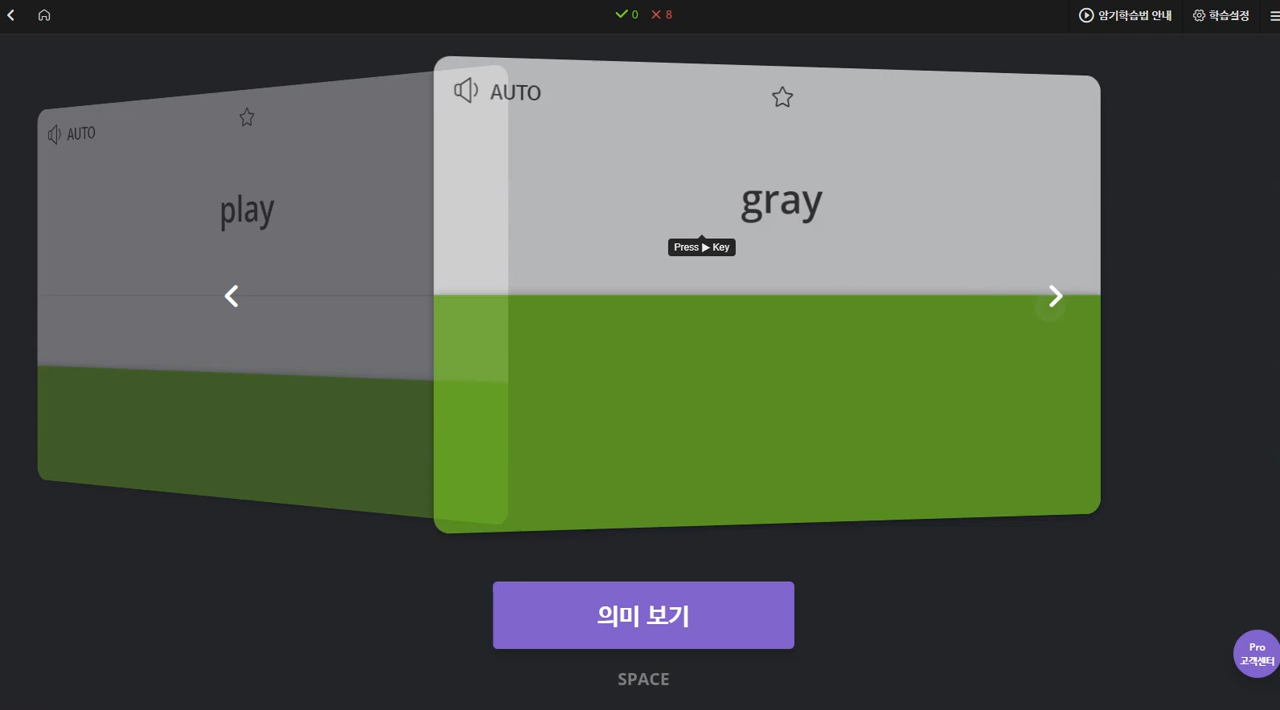 0 8 암기학습법 안내 학습설정
AUTO
play
AUTO
gray
Press ▶ Key
의미 보기
SPACE
Pro
고객센터